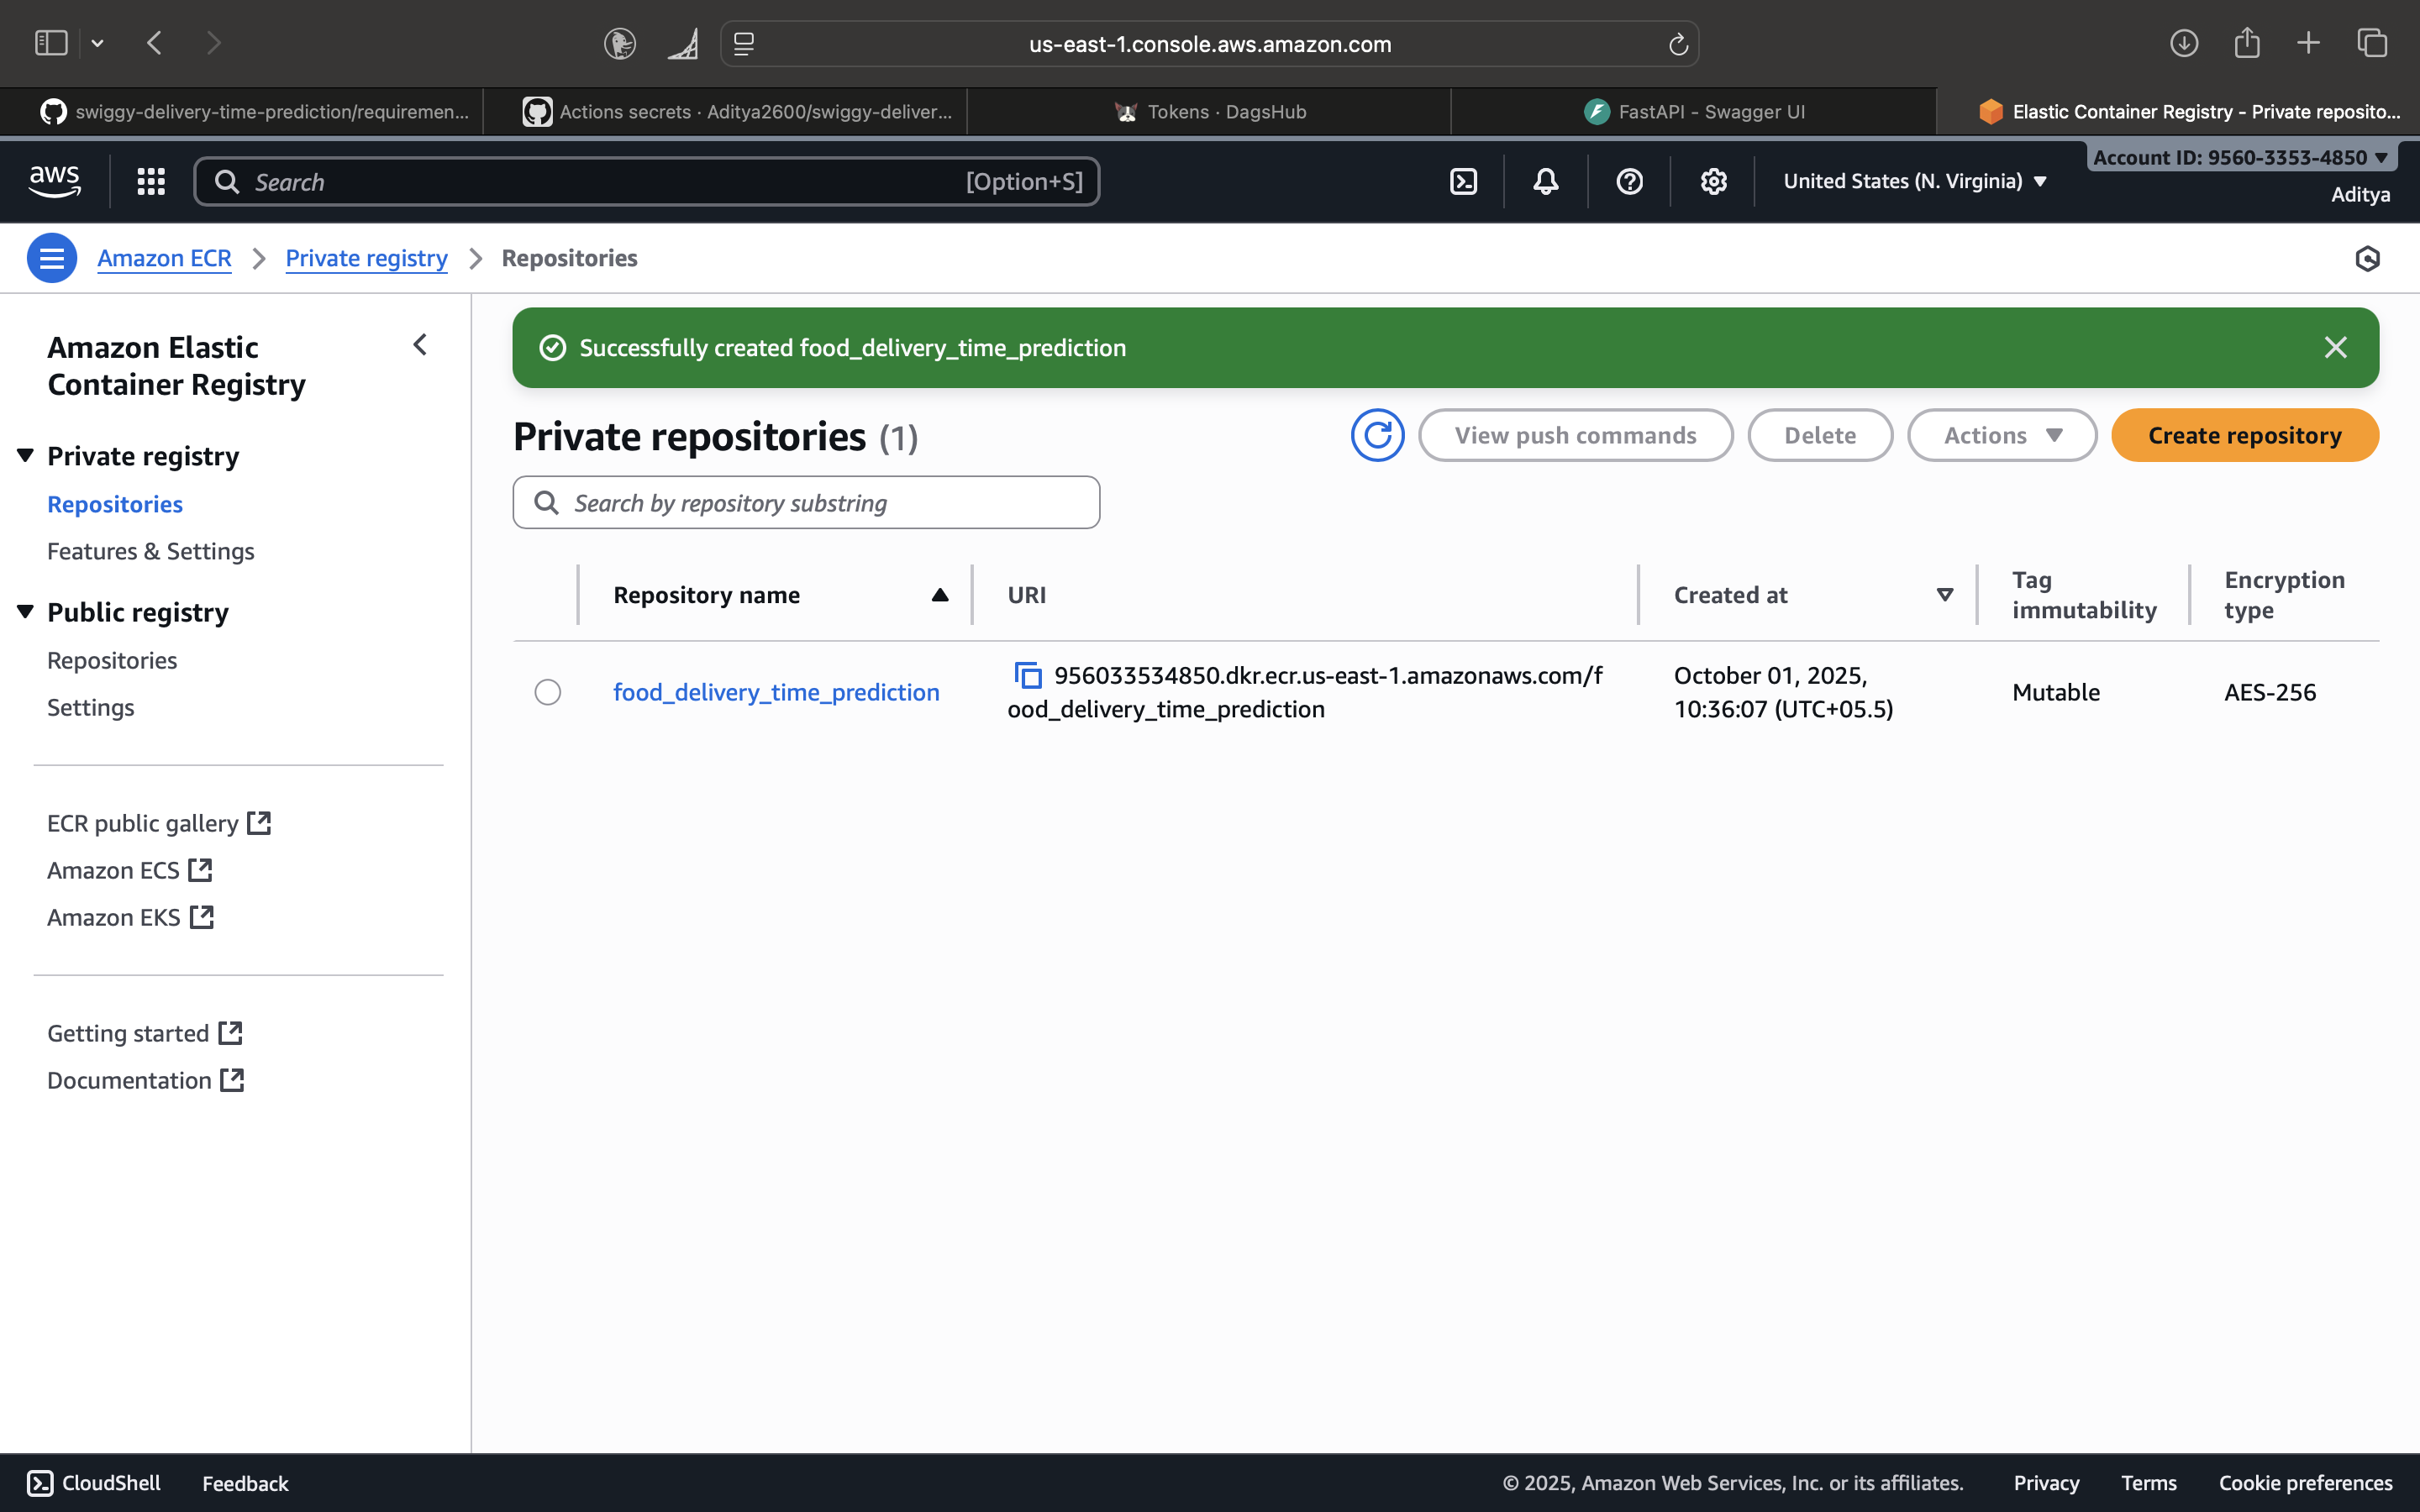 us-east-1.console.aws.amazon.com
swiggy-delivery-time-prediction/requiremen...
Actions secrets · Aditya2600/swiggy-deliver...
Tokens · DagsHub
FastAPI - Swagger UI
Elastic Container Registry - Private reposito...
aws
Search
[Option+S]
United States (N. Virginia)
Account ID: 9560-3353-4850
Aditya
Amazon ECR
Private registry
Repositories
Amazon Elastic
Container Registry
Private registry
Repositories
Features & Settings
Public registry
Repositories
Settings
ECR public gallery
Amazon ECS
Amazon EKS
Getting started
Documentation
Successfully created food_delivery_time_prediction
Private repositories (1)
View push commands
Delete
Actions
Create repository
Search by repository substring
Repository name
URI
Created at
Tag
immutability
Encryption
type
food_delivery_time_prediction
956033534850.dkr.ecr.us-east-1.amazonaws.com/f
ood_delivery_time_prediction
October 01, 2025,
10:36:07 (UTC+05.5)
Mutable
AES-256
CloudShell
Feedback
© 2025, Amazon Web Services, Inc. or its affiliates.
Privacy
Terms
Cookie preferences